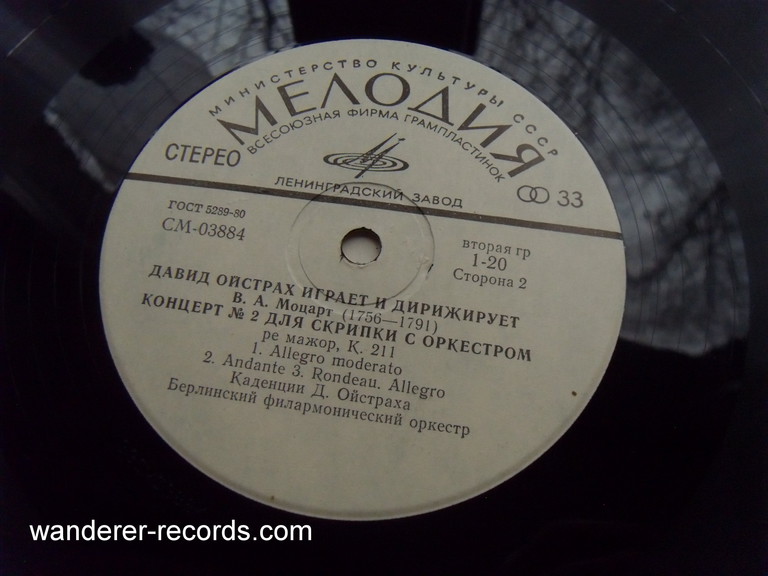 МИНИСТЕРСТВО КУЛЬТУРЫ СССР
МЕЛОДИЯ
ВСЕСОЮЗНАЯ ФИРМА ГРАМПЛАСТИНОК
СТЕРЕО
ЛЕНИНГРАДСКИЙ ЗАВОД
33
ГОСТ 5289-80
СМ-03884
вторая гр
1-20
Сторона 2
ДАВИД ОЙСТРАХ ИГРАЕТ И ДИРИЖИРУЕТ
В. А. Моцарт (1756—1791)
КОНЦЕРТ № 2 ДЛЯ СКРИПКИ С ОРКЕСТРОМ
ре мажор, К. 211
1. Allegro moderato
2. Andante 3. Rondeau. Allegro
Каденции Д. Ойстраха
Берлинский филармонический оркестр
wanderer-records.com